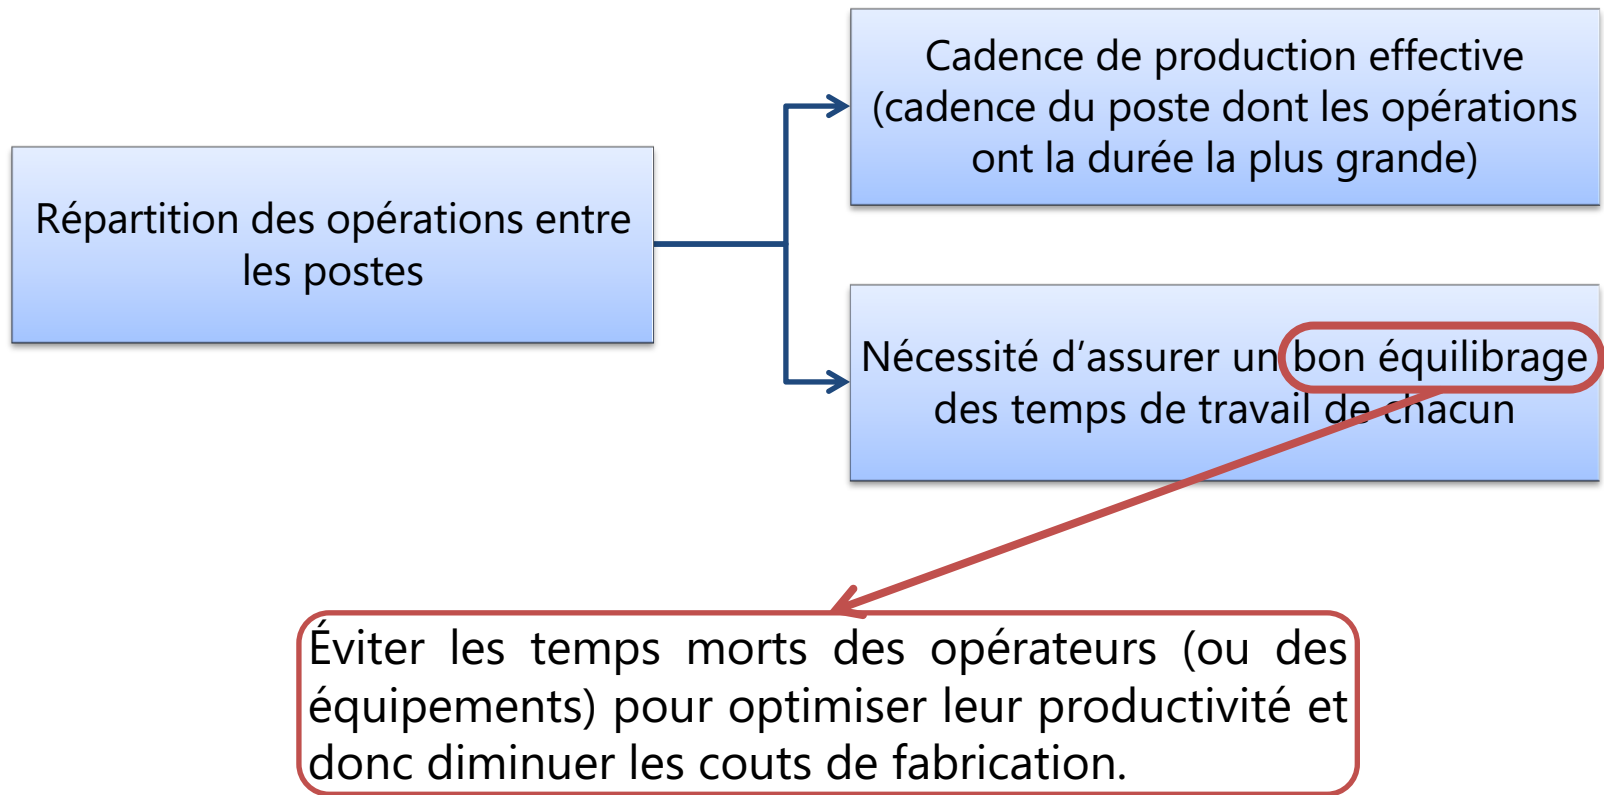 Cadence de production effective
(cadence du poste dont les opérations
ont la durée la plus grande)
Répartition des opérations entre
les postes
Nécessité d’assurer un bon équilibrage
des temps de travail de chacun
Éviter les temps morts des opérateurs (ou des
équipements) pour optimiser leur productivité et
donc diminuer les couts de fabrication.